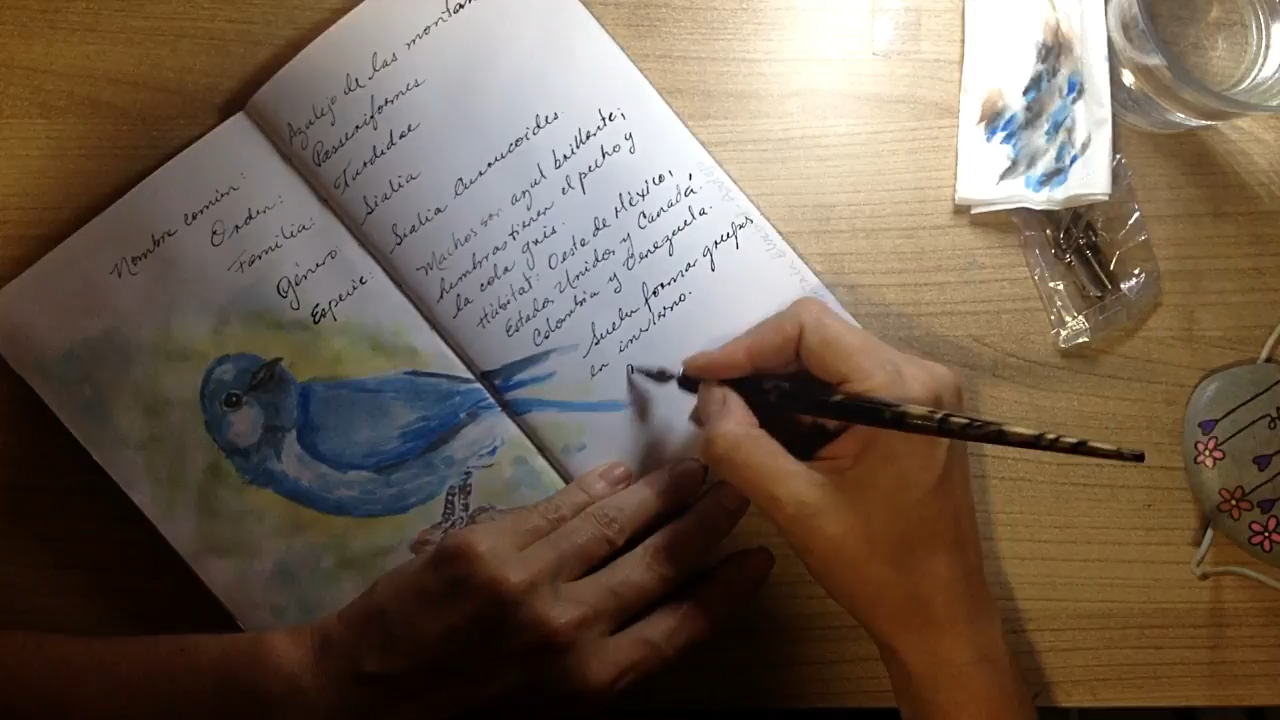 Nombre común:
Orden:
Familia:
Género:
Especie:
Azulejo de las montañ
Passeriformes
Turdidae
Sialia
Sialia Currucoides.
Machos son azul brillante;
hembras tienen el pecho y
la cola gris.
Hábitat: Oeste de México,
Estados Unidos y Canadá.
Colombia y Venezuela.
Suelen formar grupos
en invierno.